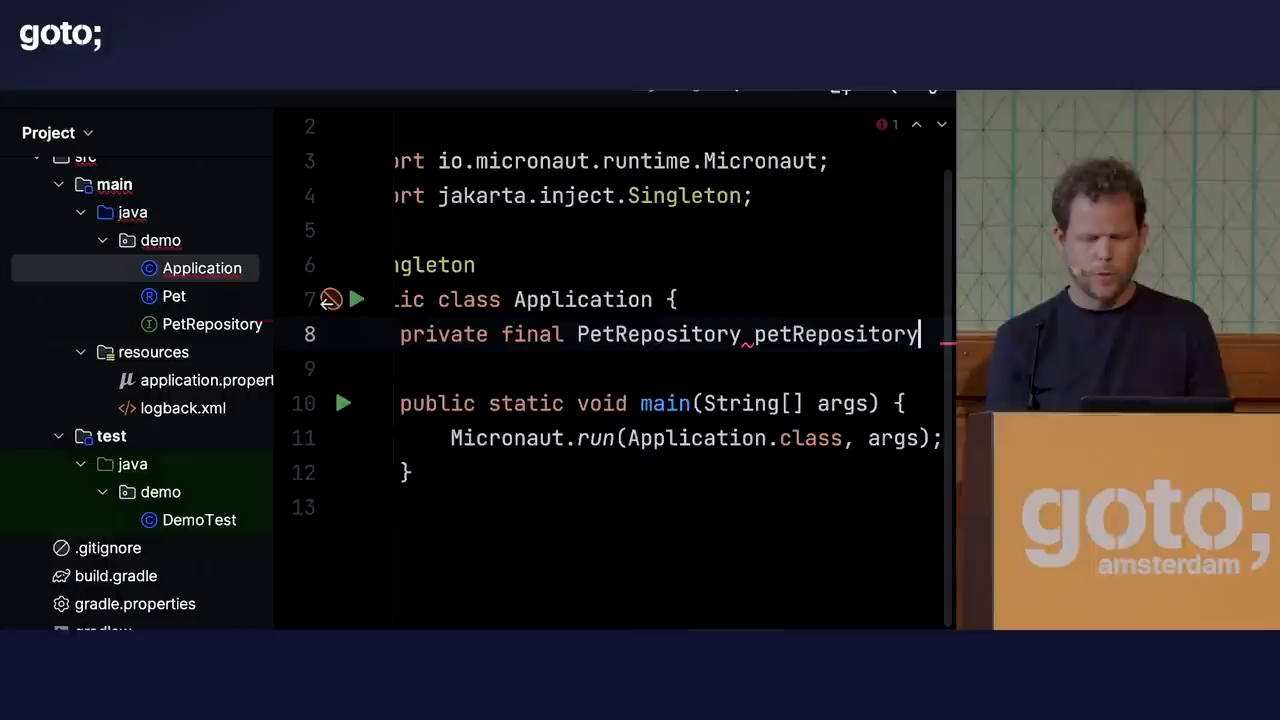 goto;
Project
src
main
java
demo
Application
Pet
PetRepository
resources
application.propert
logback.xml
test
java
demo
DemoTest
.gitignore
build.gradle
gradle.properties
1
2
3 ort io.micronaut.runtime.Micronaut;
4 ort jakarta.inject.Singleton;
5
6 ngleton
7 lic class Application {
8 private final PetRepository petRepository
9
10 public static void main(String[] args) {
11 Micronaut.run(Application.class, args);
12 }
13
goto;
amsterdam